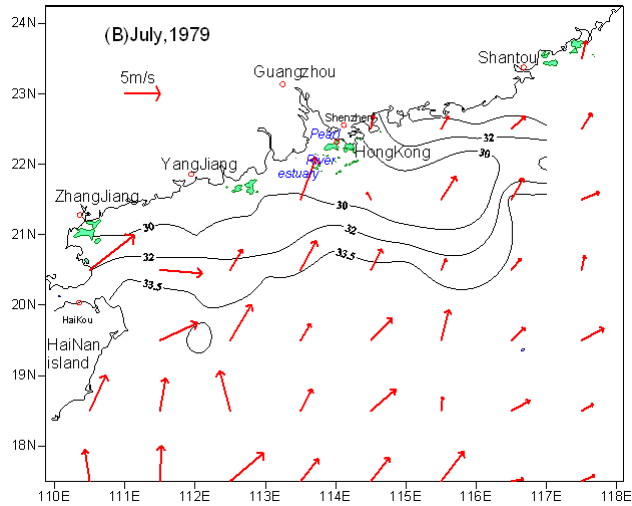 24N
(B)July,1979
Shantou
Guangzhou
5m/s
23N
Shenzhen
Pearl
32
HongKong
30
22N
YangJiang
River
estuary
ZhangJiang
30
30
21N
32
32
33.5
33.5
20N
HaiKou
HaiNan
island
19N
18N
110E 111E 112E 113E 114E 115E 116E 117E 118E